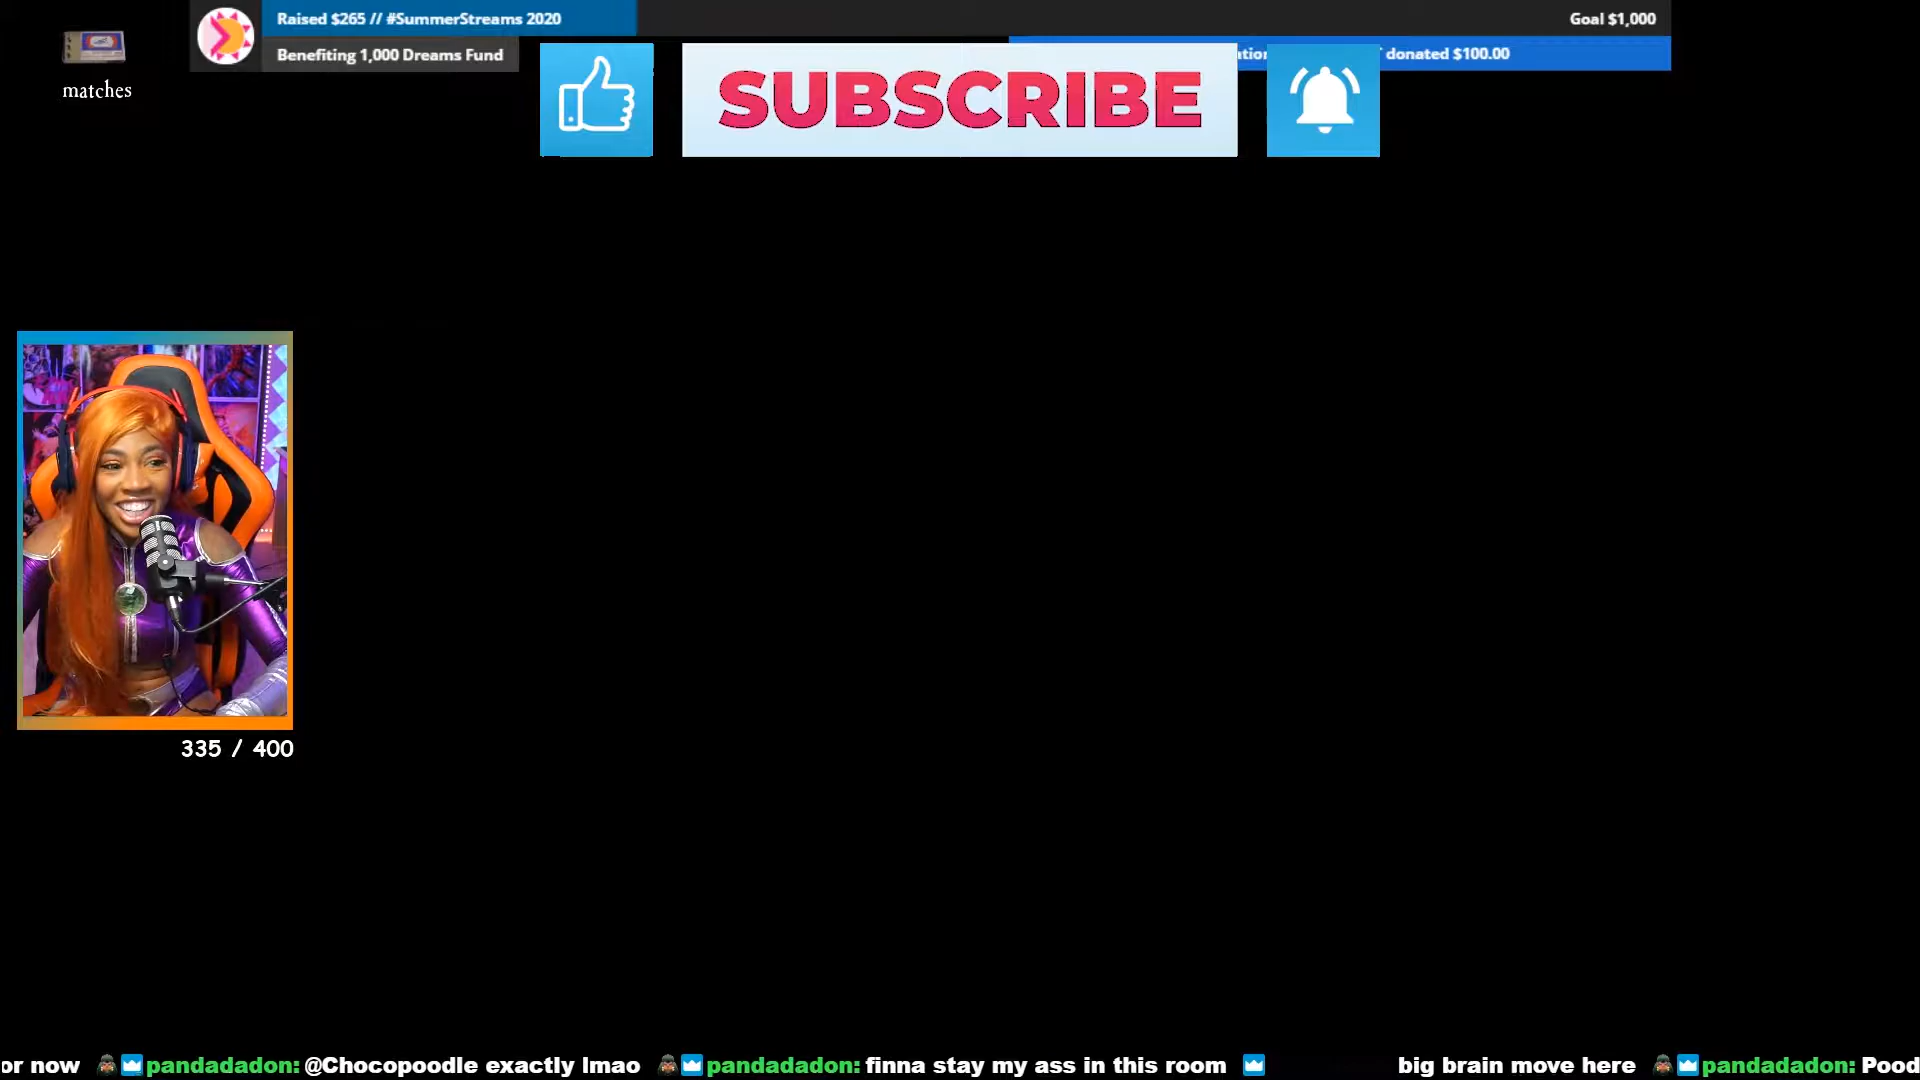 Raised $265 // #SummerStreams 2020
Goal $1,000
Benefiting 1,000 Dreams Fund
donated $100.00
SUBSCRIBE
matches
335 / 400
or now pandadadon: @Chocopoodle exactly lmao pandadadon: finna stay my ass in this room big brain move here pandadadon: Pood